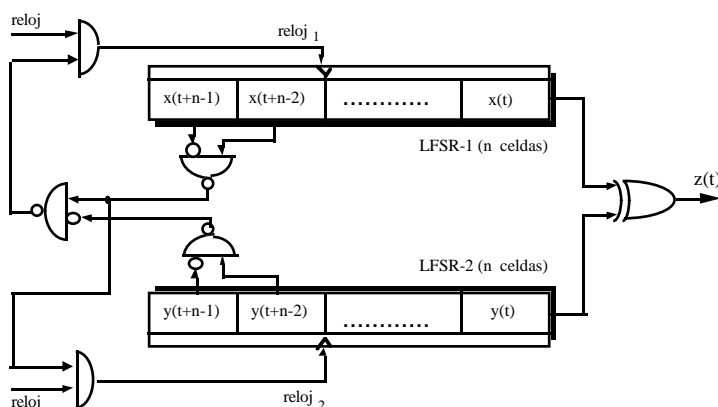 reloj
reloj 1
x(t+n-1) x(t+n-2) ............ x(t)
LFSR-1 (n celdas)
z(t)
LFSR-2 (n celdas)
y(t+n-1) y(t+n-2) ............ y(t)
reloj
reloj 2